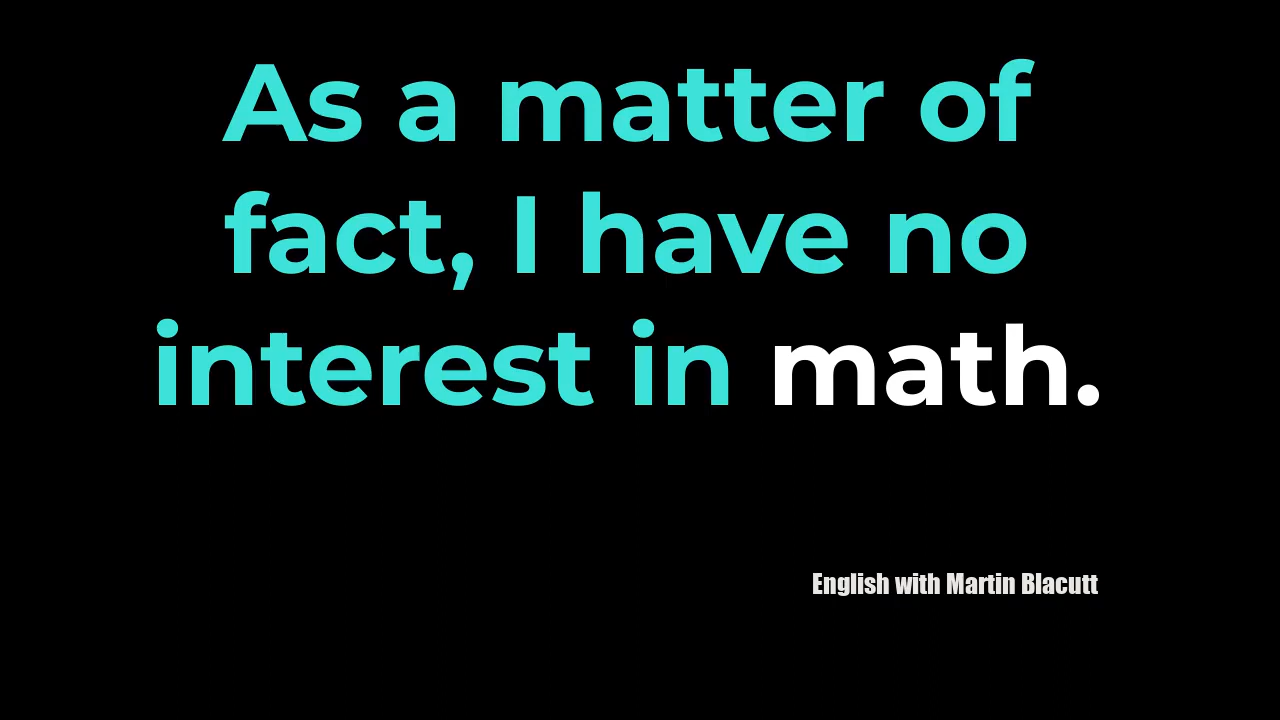 As a matter of
fact, I have no
interest in math.
English with Martin Blacutt